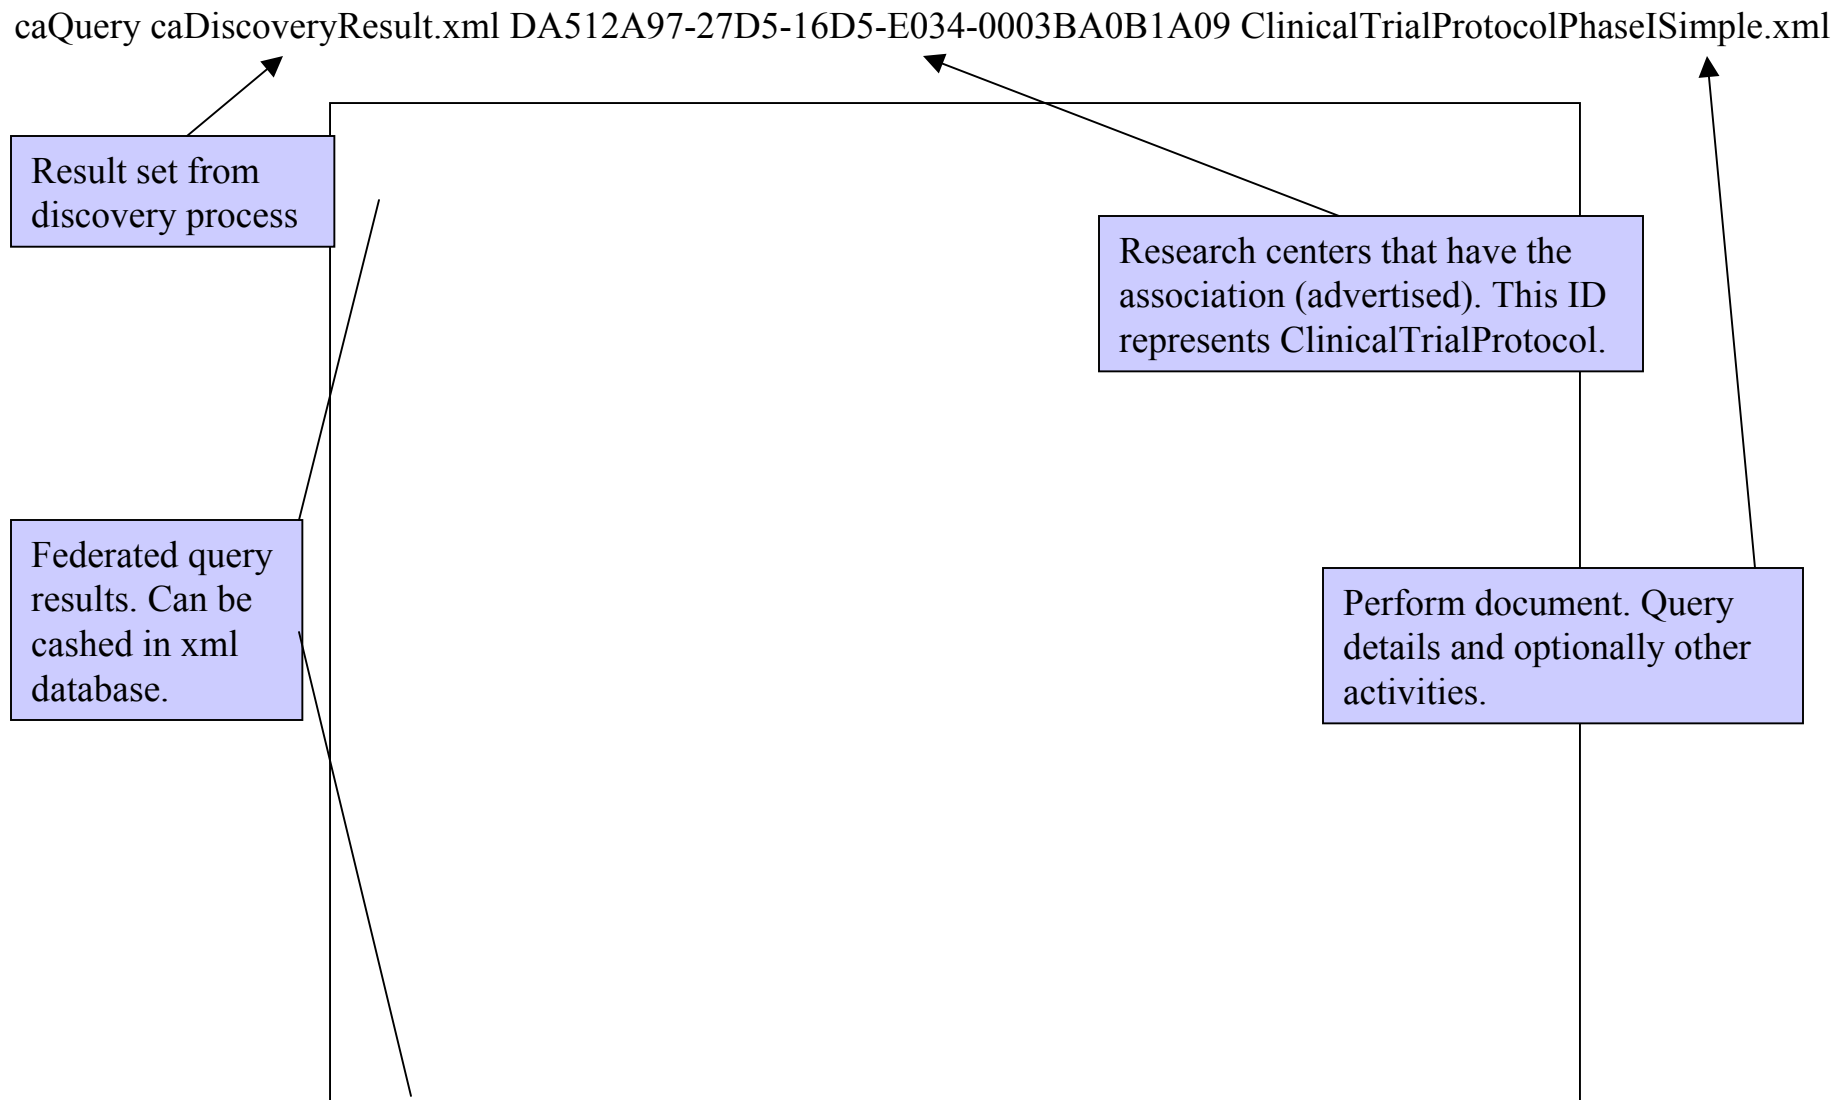 caQuery caDiscoveryResult.xml DA512A97-27D5-16D5-E034-0003BA0B1A09 ClinicalTrialProtocolPhaseISimple.xml
Result set from
discovery process
Research centers that have the
association (advertised). This ID
represents ClinicalTrialProtocol.
Federated query
results. Can be
cashed in xml
database.
Perform document. Query
details and optionally other
activities.